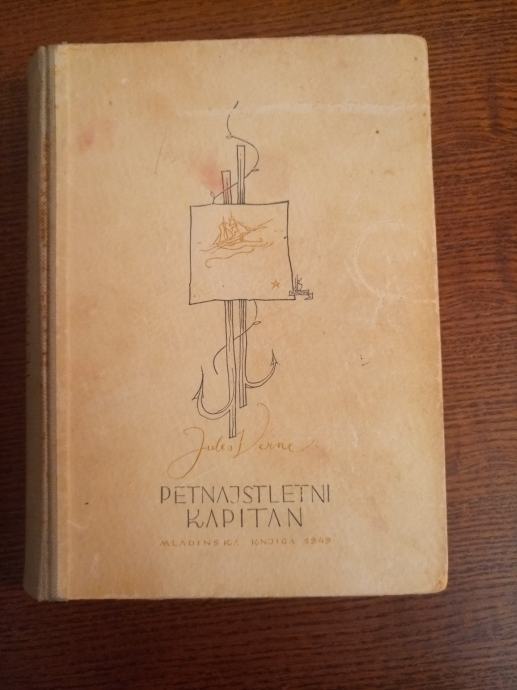 Jules Verne
PETNAJSTLETNI
KAPITAN
MLADINSKA KNJIGA 1949